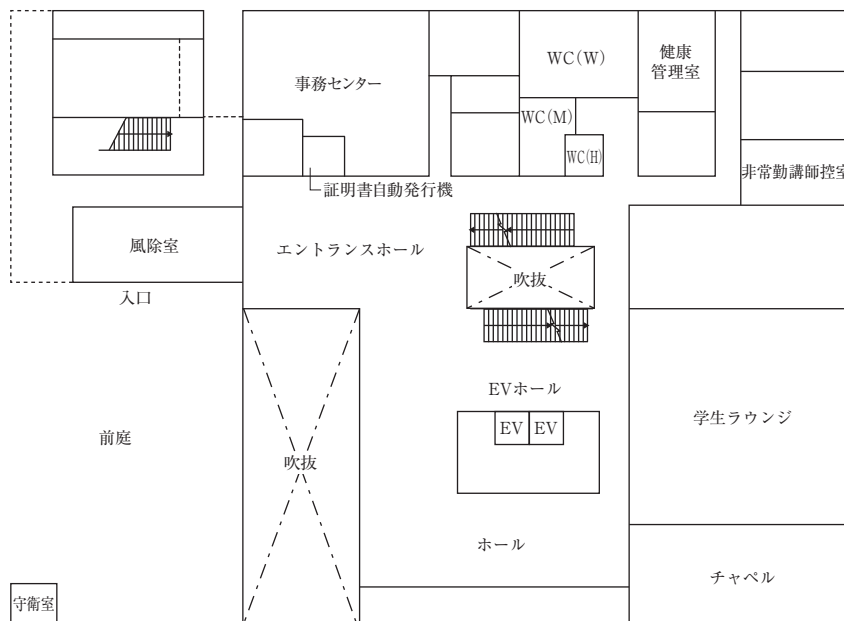 WC(W)
健康
管理室
事務センター
WC(M)
WC(H)
証明書自動発行機
非常勤講師控室
風除室
エントランスホール
吹抜
入口
EVホール
学生ラウンジ
EV
EV
前庭
吹抜
ホール
チャペル
守衛室